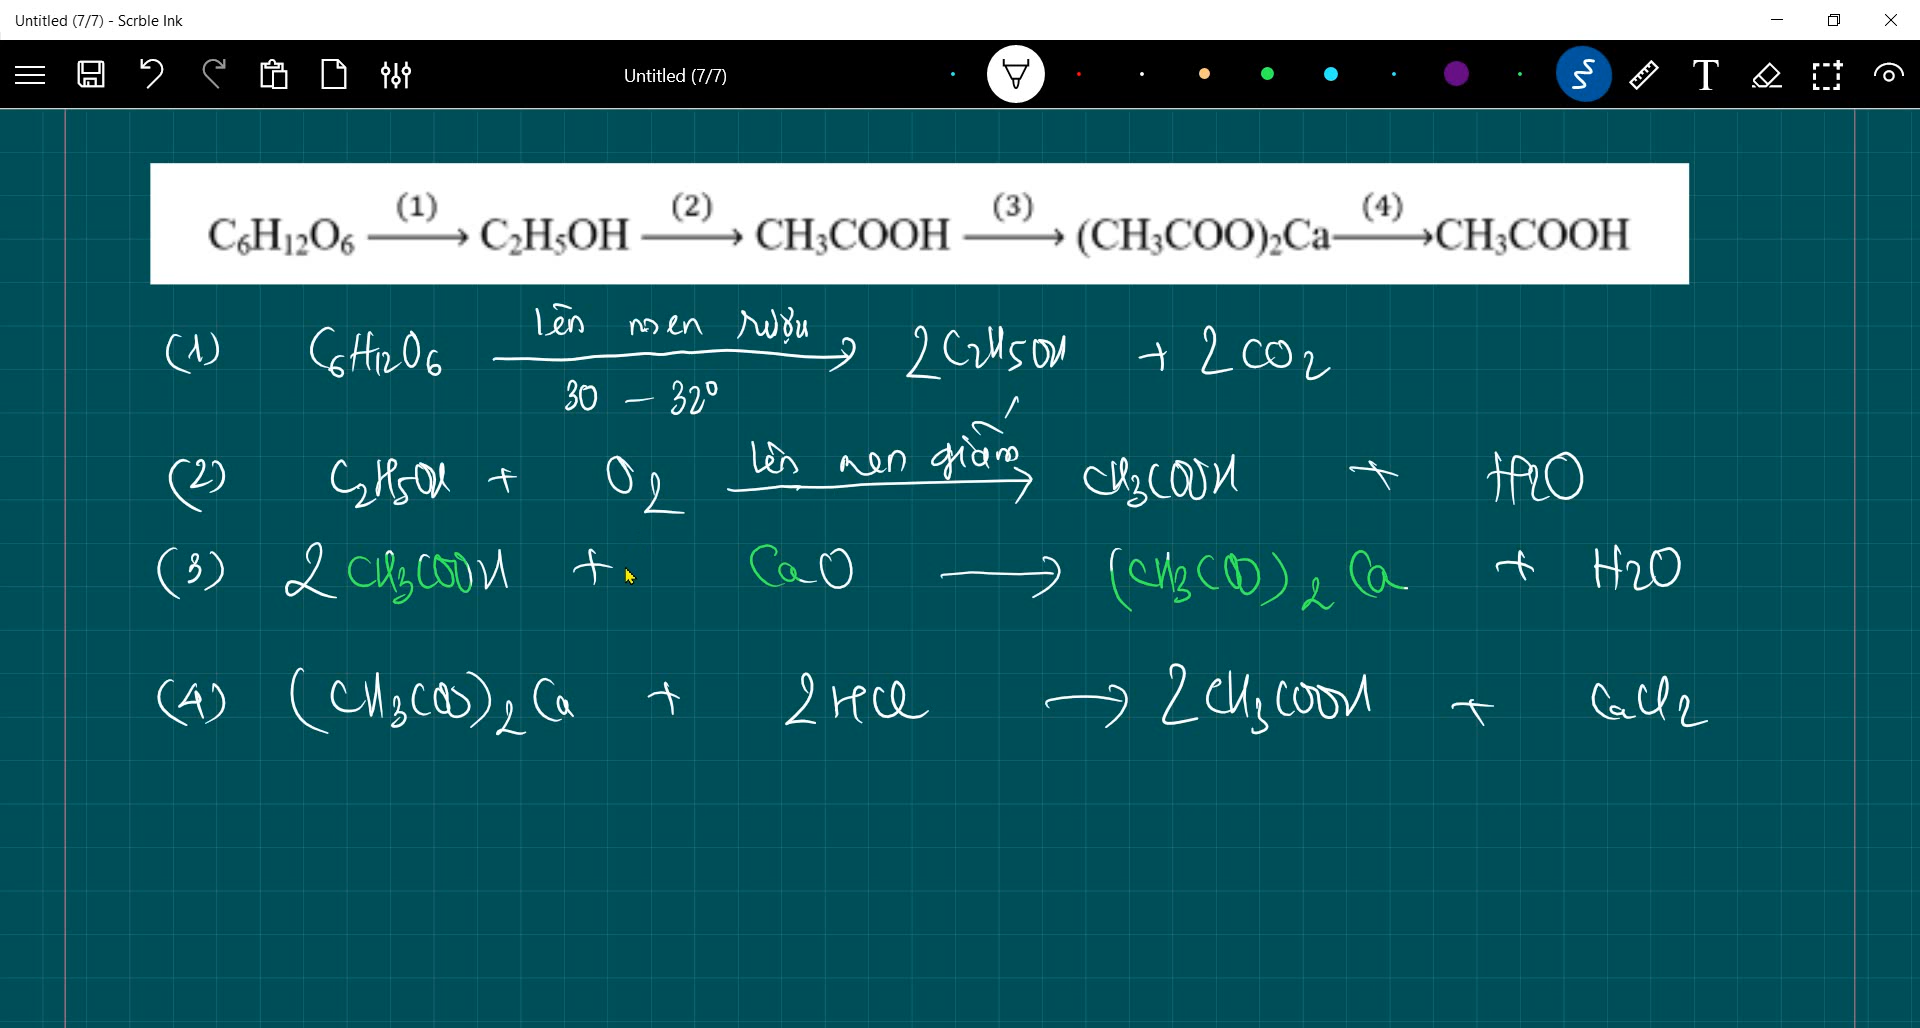 Untitled (7/7) - Scrble Ink
Untitled (7/7)
T
C₆H₁₂O₆ —(1)→ C₂H₅OH —(2)→ CH₃COOH —(3)→ (CH₃COO)₂Ca —(4)→ CH₃COOH
lên men rượu
(1) C₆H₁₂O₆ → 2C₂H₅OH + 2CO₂
30 – 32⁰
lên men giấm
(2) C₂H₅OH + O₂ → CH₃COOH + H₂O
(3) 2CH₃COOH + CaO → (CH₃COO)₂Ca + H₂O
(4) (CH₃COO)₂Ca + 2HCl → 2CH₃COOH + CaCl₂